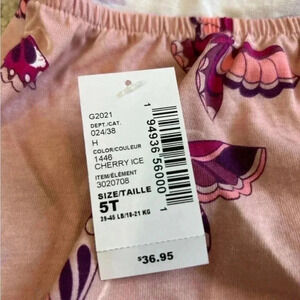 G2021
DEPT./CAT.
024/38
H
COLOR/COULEUR
1446
CHERRY ICE
ITEM/ÉLÉMENT
3020708
SIZE/TAILLE
5T
39-45 LB/18-21 KG
1 94936 56000 1
$36.95